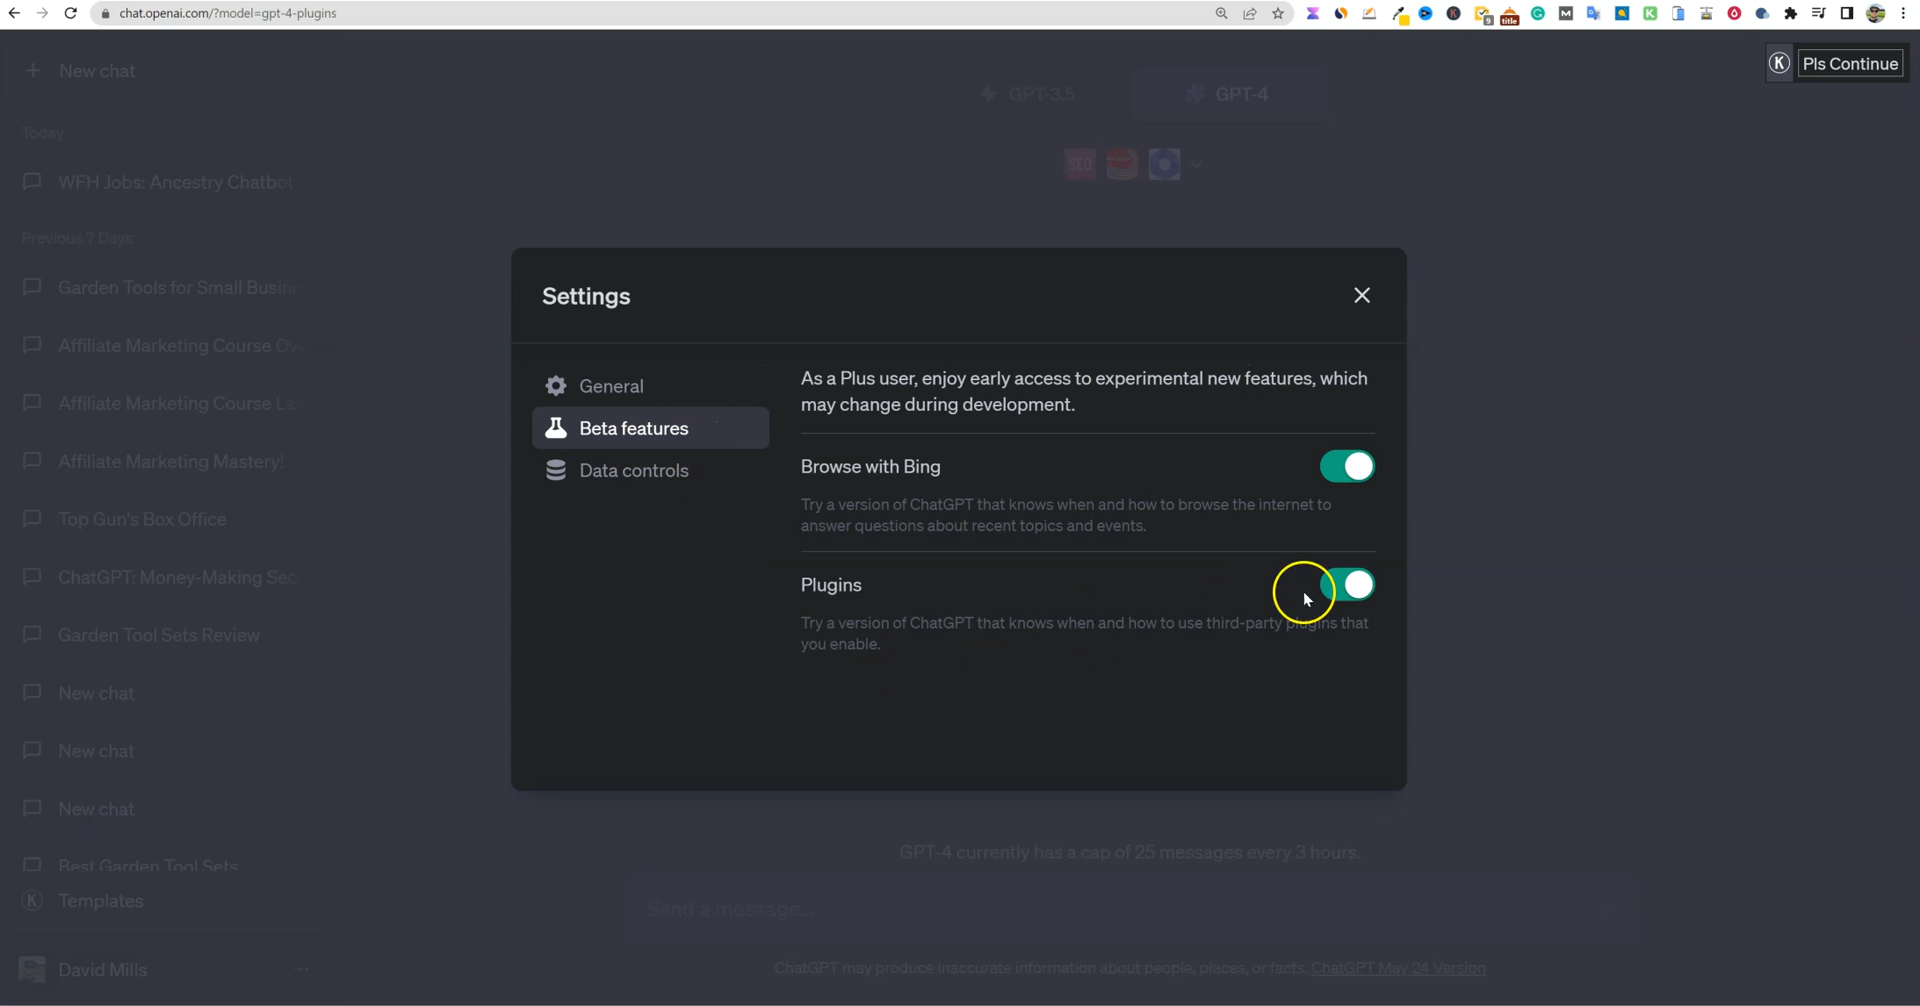 chat.openai.com/?model=gpt-4-plugins
9
title
K
Pls Continue
New chat
GPT-3.5
GPT-4
Today
SEO
WFH Jobs: Ancestry Chatbot
Previous 7 Days
Garden Tools for Small Busine
Affiliate Marketing Course Ov
Affiliate Marketing Course La
Affiliate Marketing Mastery!
Top Gun's Box Office
ChatGPT: Money-Making Sec
Garden Tool Sets Review
New chat
New chat
New chat
Best Garden Tool Sets
K Templates
David Mills
Settings
General
Beta features
Data controls
As a Plus user, enjoy early access to experimental new features, which
may change during development.
Browse with Bing
Try a version of ChatGPT that knows when and how to browse the internet to
answer questions about recent topics and events.
Plugins
Try a version of ChatGPT that knows when and how to use third-party plugins that
you enable.
GPT-4 currently has a cap of 25 messages every 3 hours.
Send a message...
ChatGPT may produce inaccurate information about people, places, or facts. ChatGPT May 24 Version